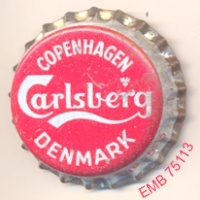 COPENHAGEN
Carlsberg
DENMARK
EMB 75113